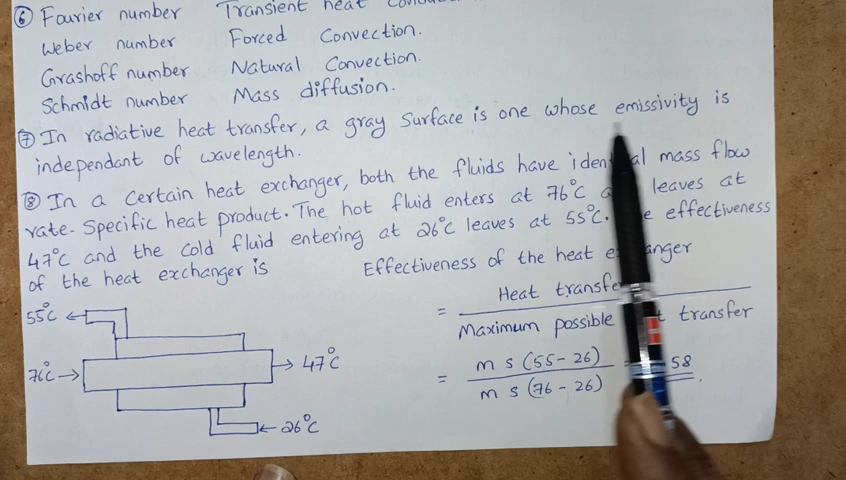 ⑥ Fourier number Transient heat
Weber number Forced Convection.
Grashoff number Natural Convection.
Schmidt number Mass diffusion.
⑦ In radiative heat transfer, a gray surface is one whose emissivity is
independant of wavelength.
⑧ In a certain heat exchanger, both the fluids have mass flow
rate - Specific heat product. The hot fluid enters at 76°C leaves at
47°C and the cold fluid entering at 26°C leaves at 55°C. effectiveness
of the heat exchanger is
Effectiveness of the heat
= Heat
Maximum possible transfer
= m s (55 - 26) 58
m s (76 - 26)
55°C ←
76°C →
→ 47°C
← 26°C